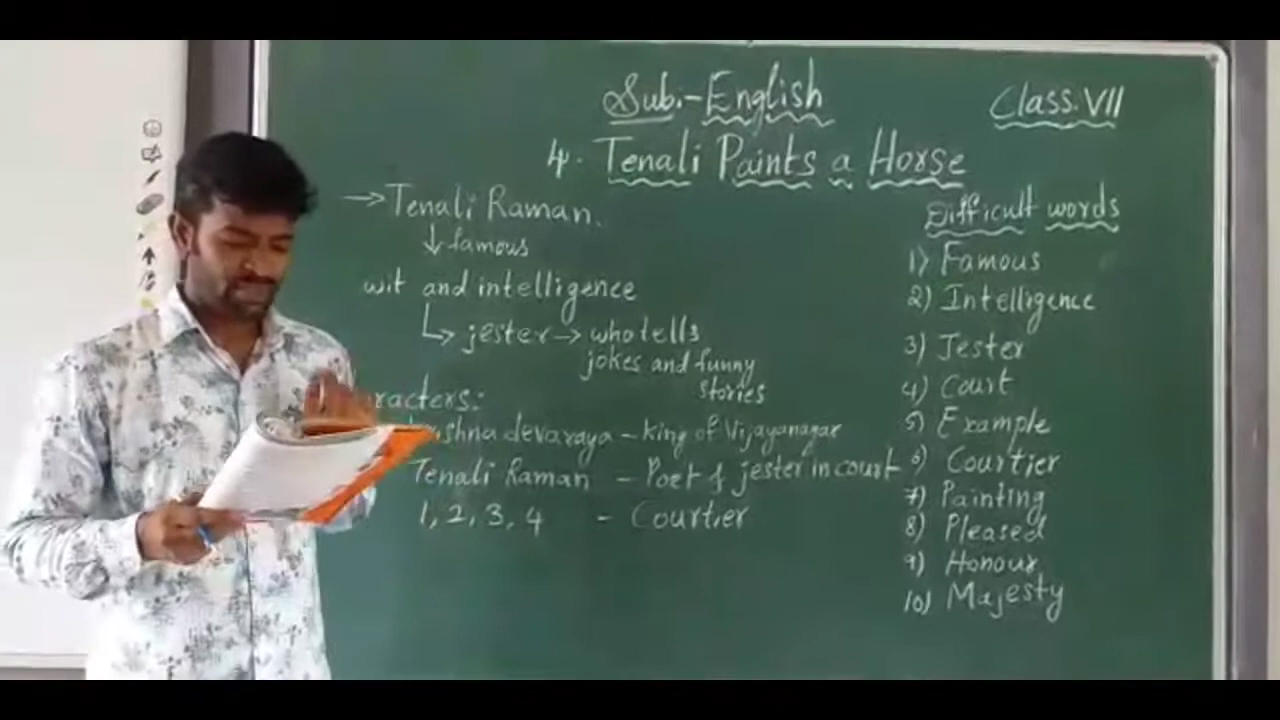 Sub:- English
Class:VII
4. Tenali Paints a Horse
→ Tenali Raman.
↓ famous
wit and intelligence
↳ jester → who tells
jokes and funny
stories
racters:
ishna devaraya - king of Vijayanagar
Tenali Raman - Poet & jester in court
1, 2, 3, 4 - Courtier
Difficult words
1) Famous
2) Intelligence
3) Jester
4) Court
5) Example
6) Courtier
7) Painting
8) Pleased
9) Honour
10) Majesty